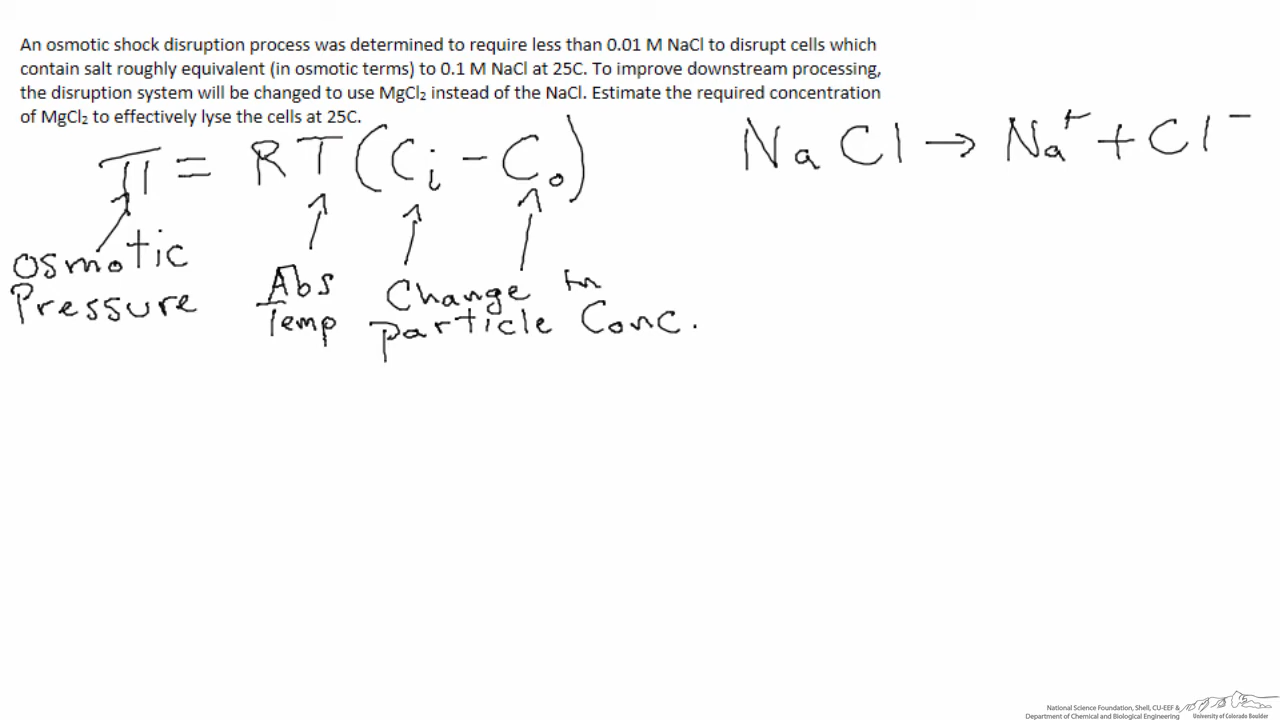 An osmotic shock disruption process was determined to require less than 0.01 M NaCl to disrupt cells which
contain salt roughly equivalent (in osmotic terms) to 0.1 M NaCl at 25C. To improve downstream processing,
the disruption system will be changed to use MgCl₂ instead of the NaCl. Estimate the required concentration
of MgCl₂ to effectively lyse the cells at 25C.
π = RT(Cᵢ - Cₒ)
NaCl → Na⁺ + Cl⁻
Osmotic
Pressure
Abs
Temp
Change in
Particle Conc.
National Science Foundation, Shell, CU-EEF &
Department of Chemical and Biological Engineering
University of Colorado Boulder